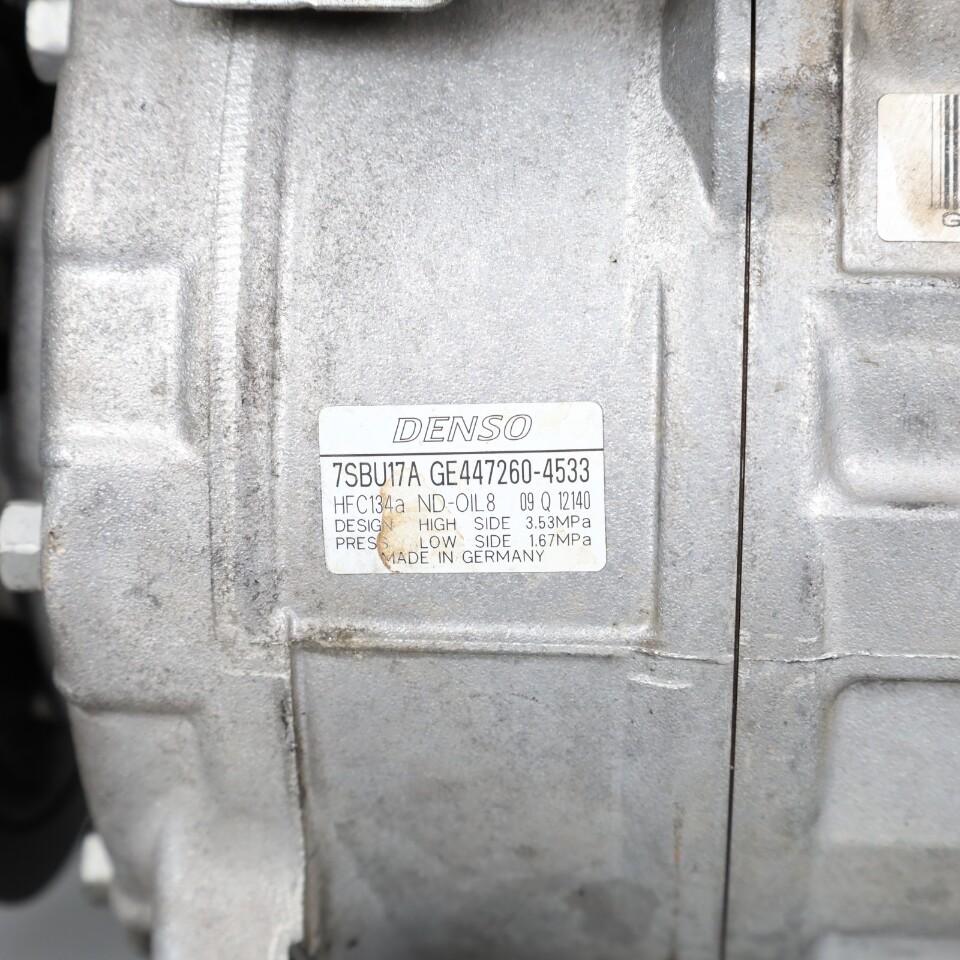 DENSO
7SBU17A GE447260-4533
HFC134a ND-OIL8 09 Q 12140
DESIGN HIGH SIDE 3.53MPa
PRESS LOW SIDE 1.67MPa
MADE IN GERMANY
G